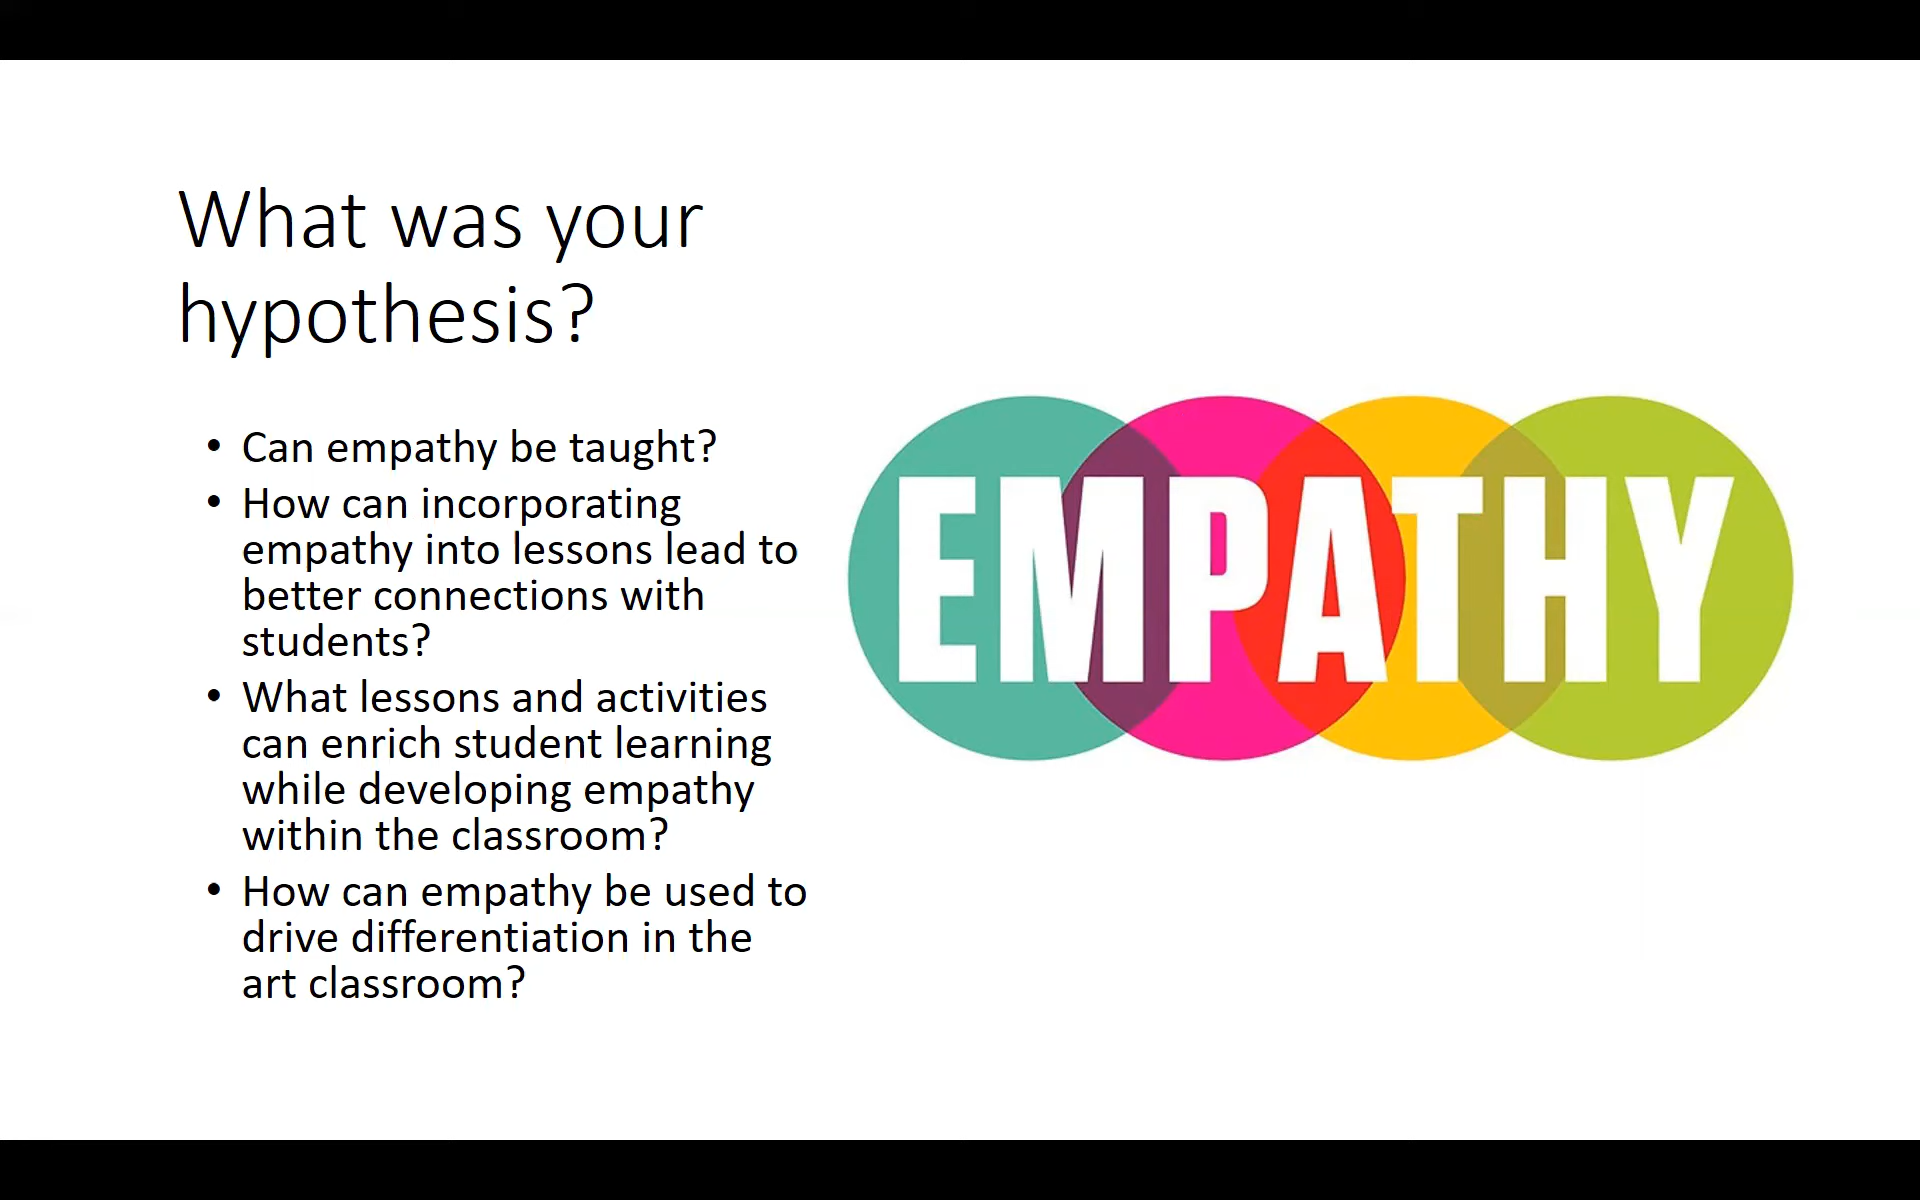 What was your
hypothesis?
• Can empathy be taught?
• How can incorporating
empathy into lessons lead to
better connections with
students?
• What lessons and activities
can enrich student learning
while developing empathy
within the classroom?
• How can empathy be used to
drive differentiation in the
art classroom?
EMPATHY